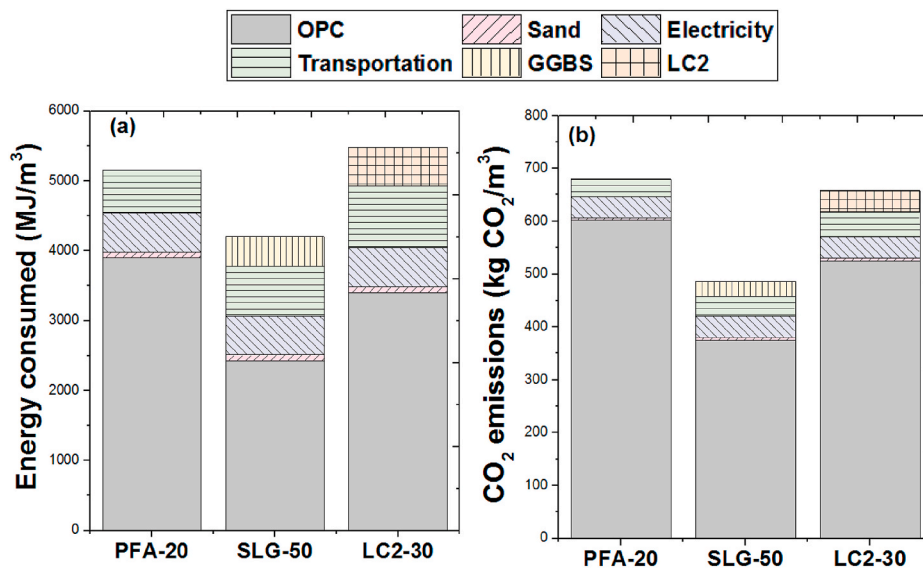 OPC Sand Electricity
Transportation GGBS LC2
(a)
Energy consumed (MJ/m³)
6000
5000
4000
3000
2000
1000
0
PFA-20 SLG-50 LC2-30
(b)
CO₂ emissions (kg CO₂/m³)
800
700
600
500
400
300
200
100
0
PFA-20 SLG-50 LC2-30